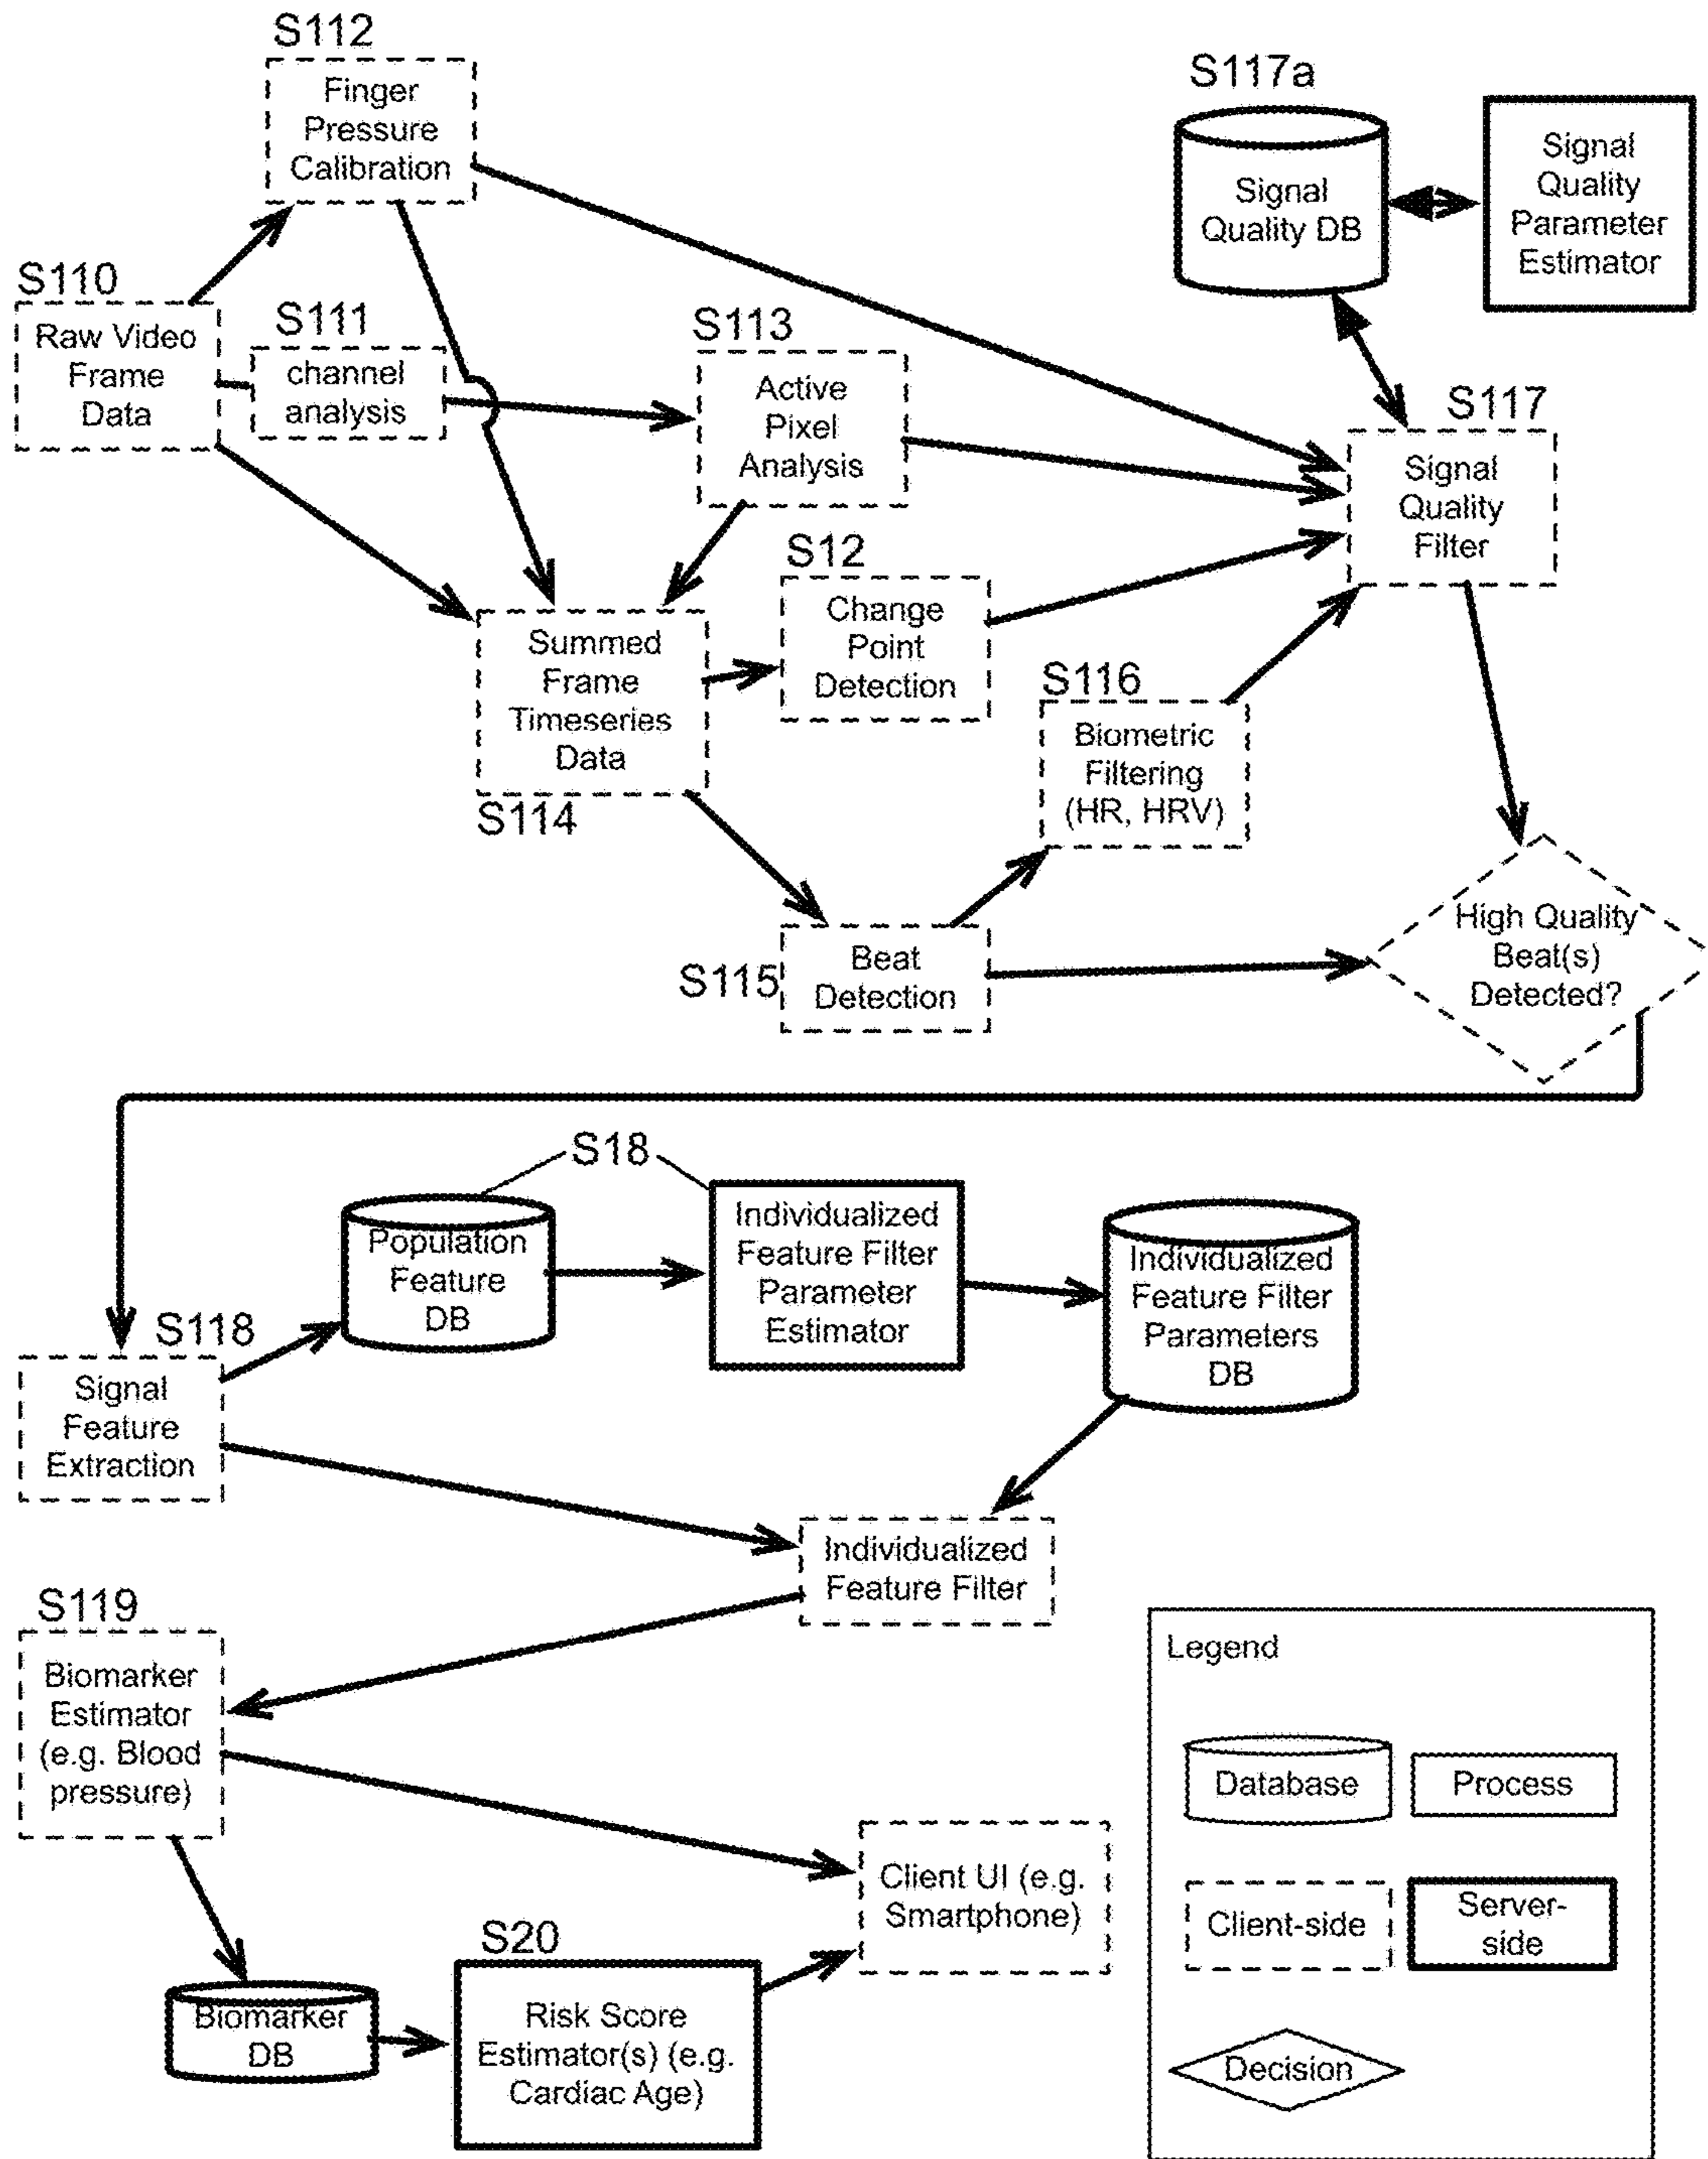 S112
Finger
Pressure
Calibration
S117a
Signal
Quality DB
Signal
Quality
Parameter
Estimator
S110
Raw Video
Frame
Data
S111
channel
analysis
S113
Active
Pixel
Analysis
S117
Signal
Quality
Filter
S12
Change
Point
Detection
Summed
Frame
Timeseries
Data
S114
S116
Biometric
Filtering
(HR, HRV)
S115
Beat
Detection
High Quality
Beat(s)
Detected?
S18
Population
Feature
DB
Individualized
Feature Filter
Parameter
Estimator
Individualized
Feature Filter
Parameters
DB
S118
Signal
Feature
Extraction
Individualized
Feature Filter
S119
Biomarker
Estimator
(e.g. Blood
pressure)
Client UI (e.g.
Smartphone)
Biomarker
DB
S20
Risk Score
Estimator(s) (e.g.
Cardiac Age)
Legend
Database
Process
Client-side
Server-
side
Decision